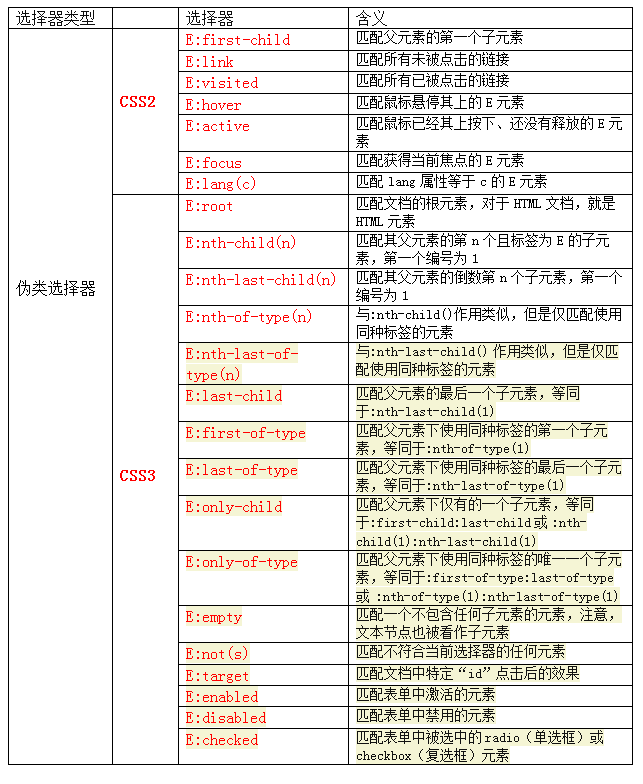 选择器类型 选择器 含义
伪类选择器
CSS2
E:first-child 匹配父元素的第一个子元素
E:link 匹配所有未被点击的链接
E:visited 匹配所有已被点击的链接
E:hover 匹配鼠标悬停其上的 E 元素
E:active 匹配鼠标已经其上按下、还没有释放的 E 元
素
E:focus 匹配获得当前焦点的 E 元素
E:lang(c) 匹配 lang 属性等于 c 的 E 元素
CSS3
E:root 匹配文档的根元素，对于 HTML 文档，就是
HTML 元素
E:nth-child(n) 匹配其父元素的第 n 个且标签为 E 的子元
素，第一个编号为 1
E:nth-last-child(n) 匹配其父元素的倒数第 n 个子元素，第一个
编号为 1
E:nth-of-type(n) 与:nth-child()作用类似，但是仅匹配使用
同种标签的元素
E:nth-last-of- 与:nth-last-child() 作用类似，但是仅匹
type(n) 配使用同种标签的元素
E:last-child 匹配父元素的最后一个子元素，等同
于:nth-last-child(1)
E:first-of-type 匹配父元素下使用同种标签的第一个子元
素，等同于:nth-of-type(1)
E:last-of-type 匹配父元素下使用同种标签的最后一个子元
素，等同于:nth-last-of-type(1)
E:only-child 匹配父元素下仅有的一个子元素，等同
于:first-child:last-child 或 :nth-
child(1):nth-last-child(1)
E:only-of-type 匹配父元素下使用同种标签的唯一一个子元
素，等同于:first-of-type:last-of-type
或 :nth-of-type(1):nth-last-of-type(1)
E:empty 匹配一个不包含任何子元素的元素，注意，
文本节点也被看作子元素
E:not(s) 匹配不符合当前选择器的任何元素
E:target 匹配文档中特定“id”点击后的效果
E:enabled 匹配表单中激活的元素
E:disabled 匹配表单中禁用的元素
E:checked 匹配表单中被选中的 radio（单选框）或
checkbox（复选框）元素